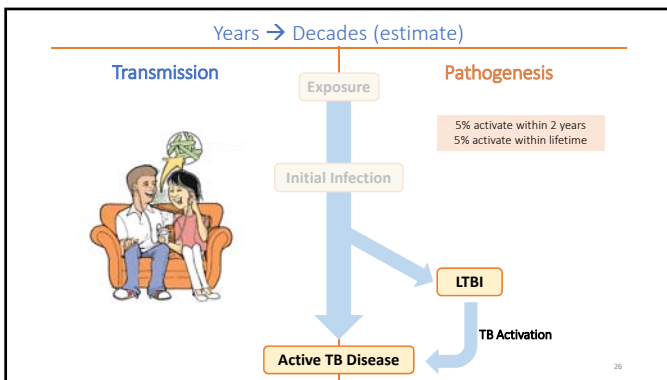 Years → Decades (estimate)
Transmission
Pathogenesis
Exposure
5% activate within 2 years
5% activate within lifetime
Initial Infection
LTBI
TB Activation
Active TB Disease
26